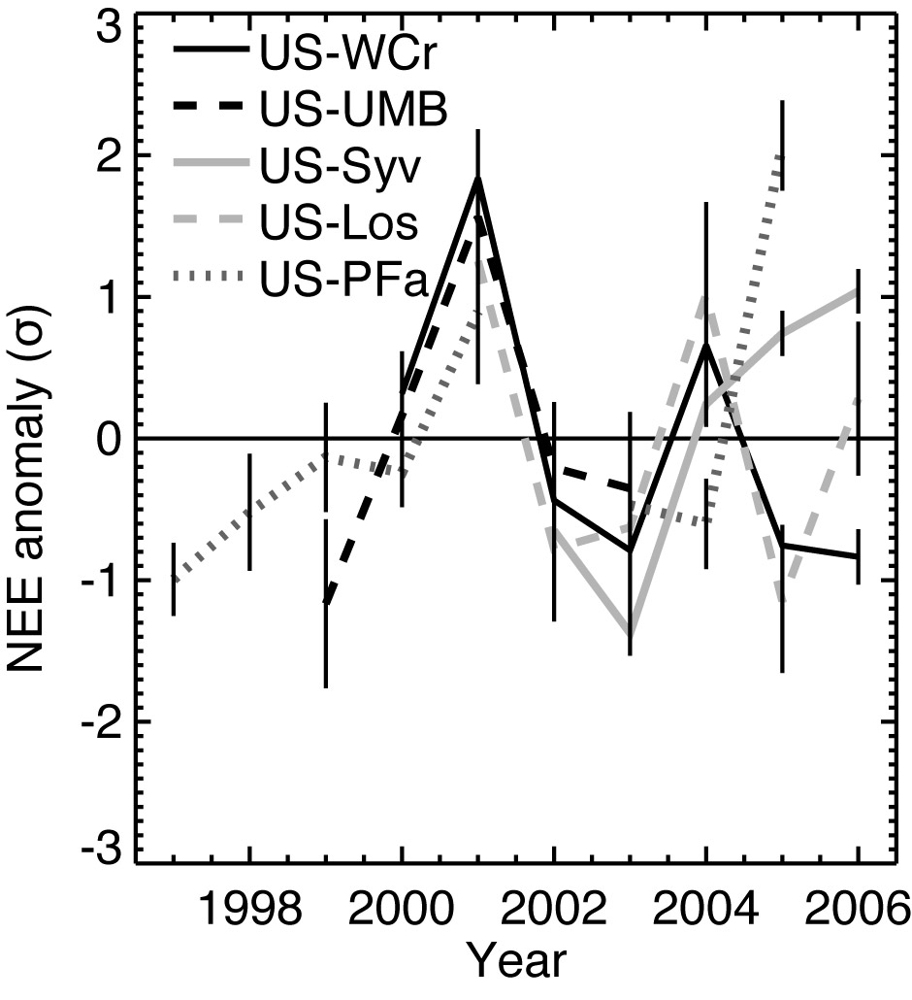 NEE anomaly (σ)
3
2
1
0
-1
-2
-3
US-WCr
US-UMB
US-Syv
US-Los
US-PFa
1998 2000 2002 2004 2006
Year